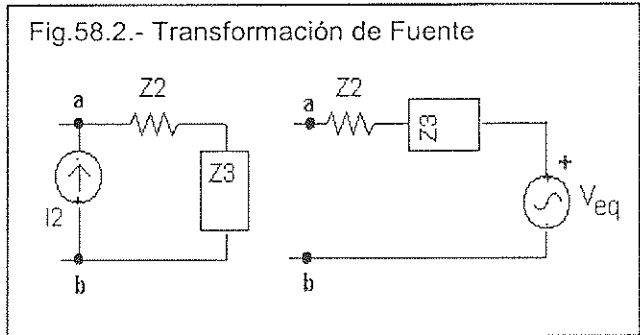 Fig.58.2.- Transformación de Fuente
Z2
a
Z3
I2
b
Z2
a
Z3
+
Veq
b